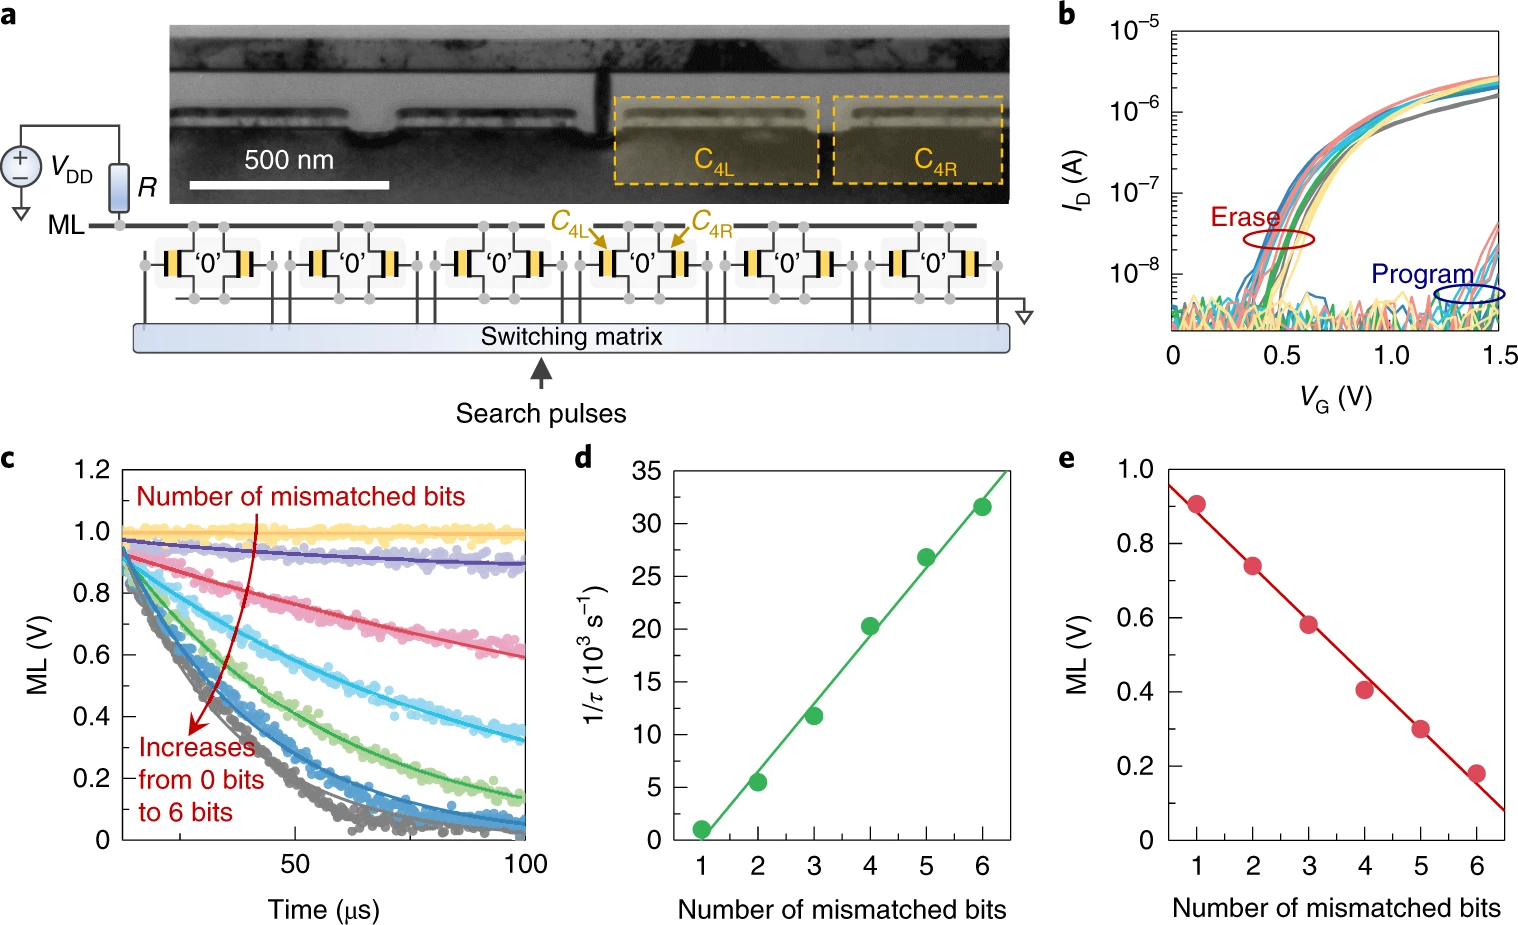 a
500 nm
C4L
C4R
+
−
VDD
R
ML
C4L
C4R
‘0’ ‘0’ ‘0’ ‘0’ ‘0’ ‘0’
Switching matrix
Search pulses
b
10−5
10−6
10−7
10−8
ID (A)
Erase
Program
0 0.5 1.0 1.5
VG (V)
c
1.2
1.0
0.8
0.6
0.4
0.2
0
ML (V)
Number of mismatched bits
Increases
from 0 bits
to 6 bits
50 100
Time (μs)
d
35
30
25
20
15
10
5
0
1/τ (10³ s−1)
1 2 3 4 5 6
Number of mismatched bits
e
1.0
0.8
0.6
0.4
0.2
0
ML (V)
1 2 3 4 5 6
Number of mismatched bits